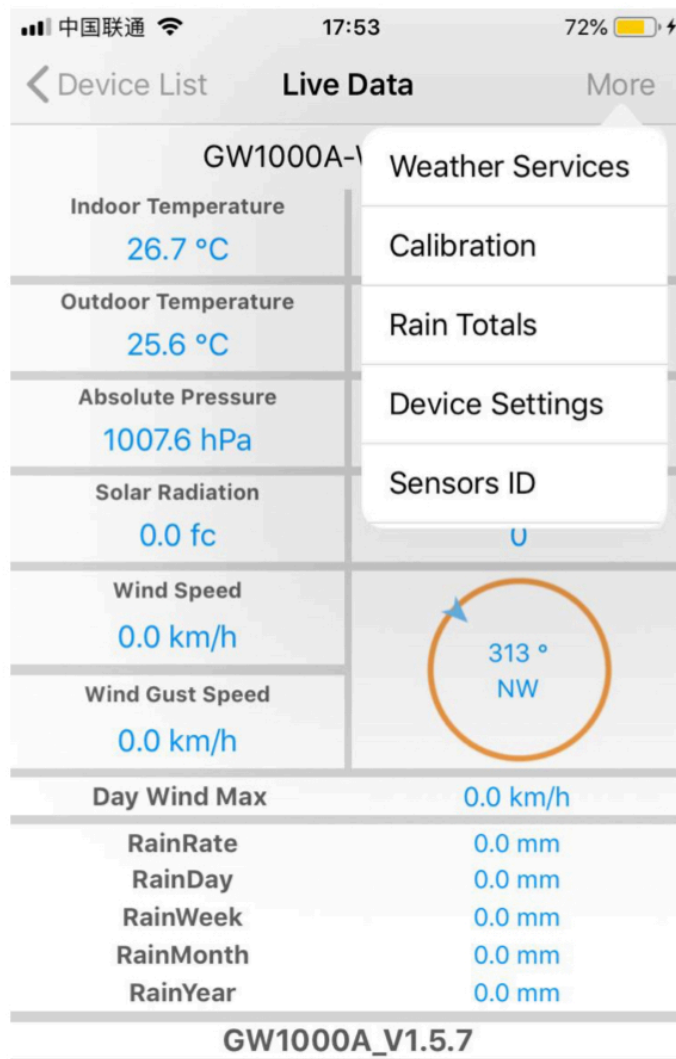 中国联通 17:53 72%
Device List Live Data More
GW1000A-
Weather Services
Calibration
Rain Totals
Device Settings
Sensors ID
Indoor Temperature
26.7 °C
Outdoor Temperature
25.6 °C
Absolute Pressure
1007.6 hPa
Solar Radiation
0.0 fc
0
Wind Speed
0.0 km/h
313 °
NW
Wind Gust Speed
0.0 km/h
Day Wind Max 0.0 km/h
RainRate 0.0 mm
RainDay 0.0 mm
RainWeek 0.0 mm
RainMonth 0.0 mm
RainYear 0.0 mm
GW1000A_V1.5.7